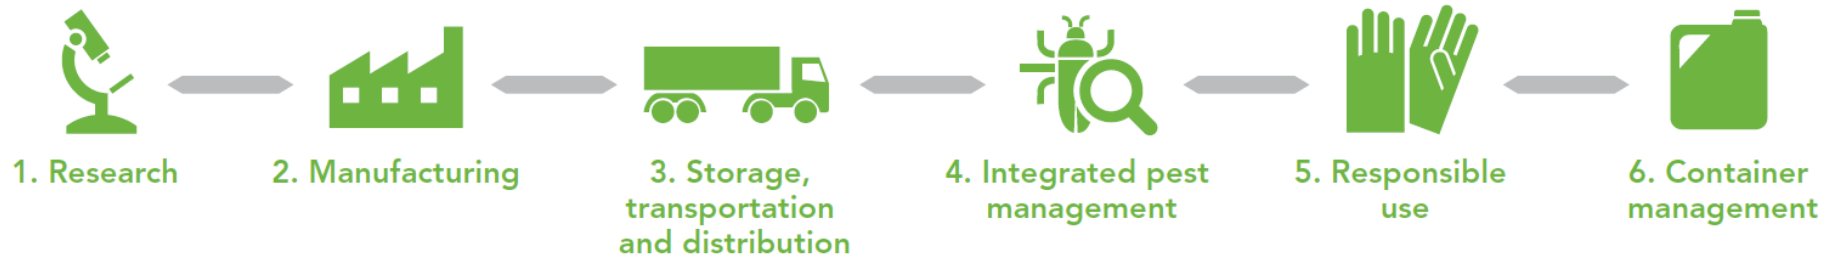 1. Research
2. Manufacturing
3. Storage,
transportation
and distribution
4. Integrated pest
management
5. Responsible
use
6. Container
management